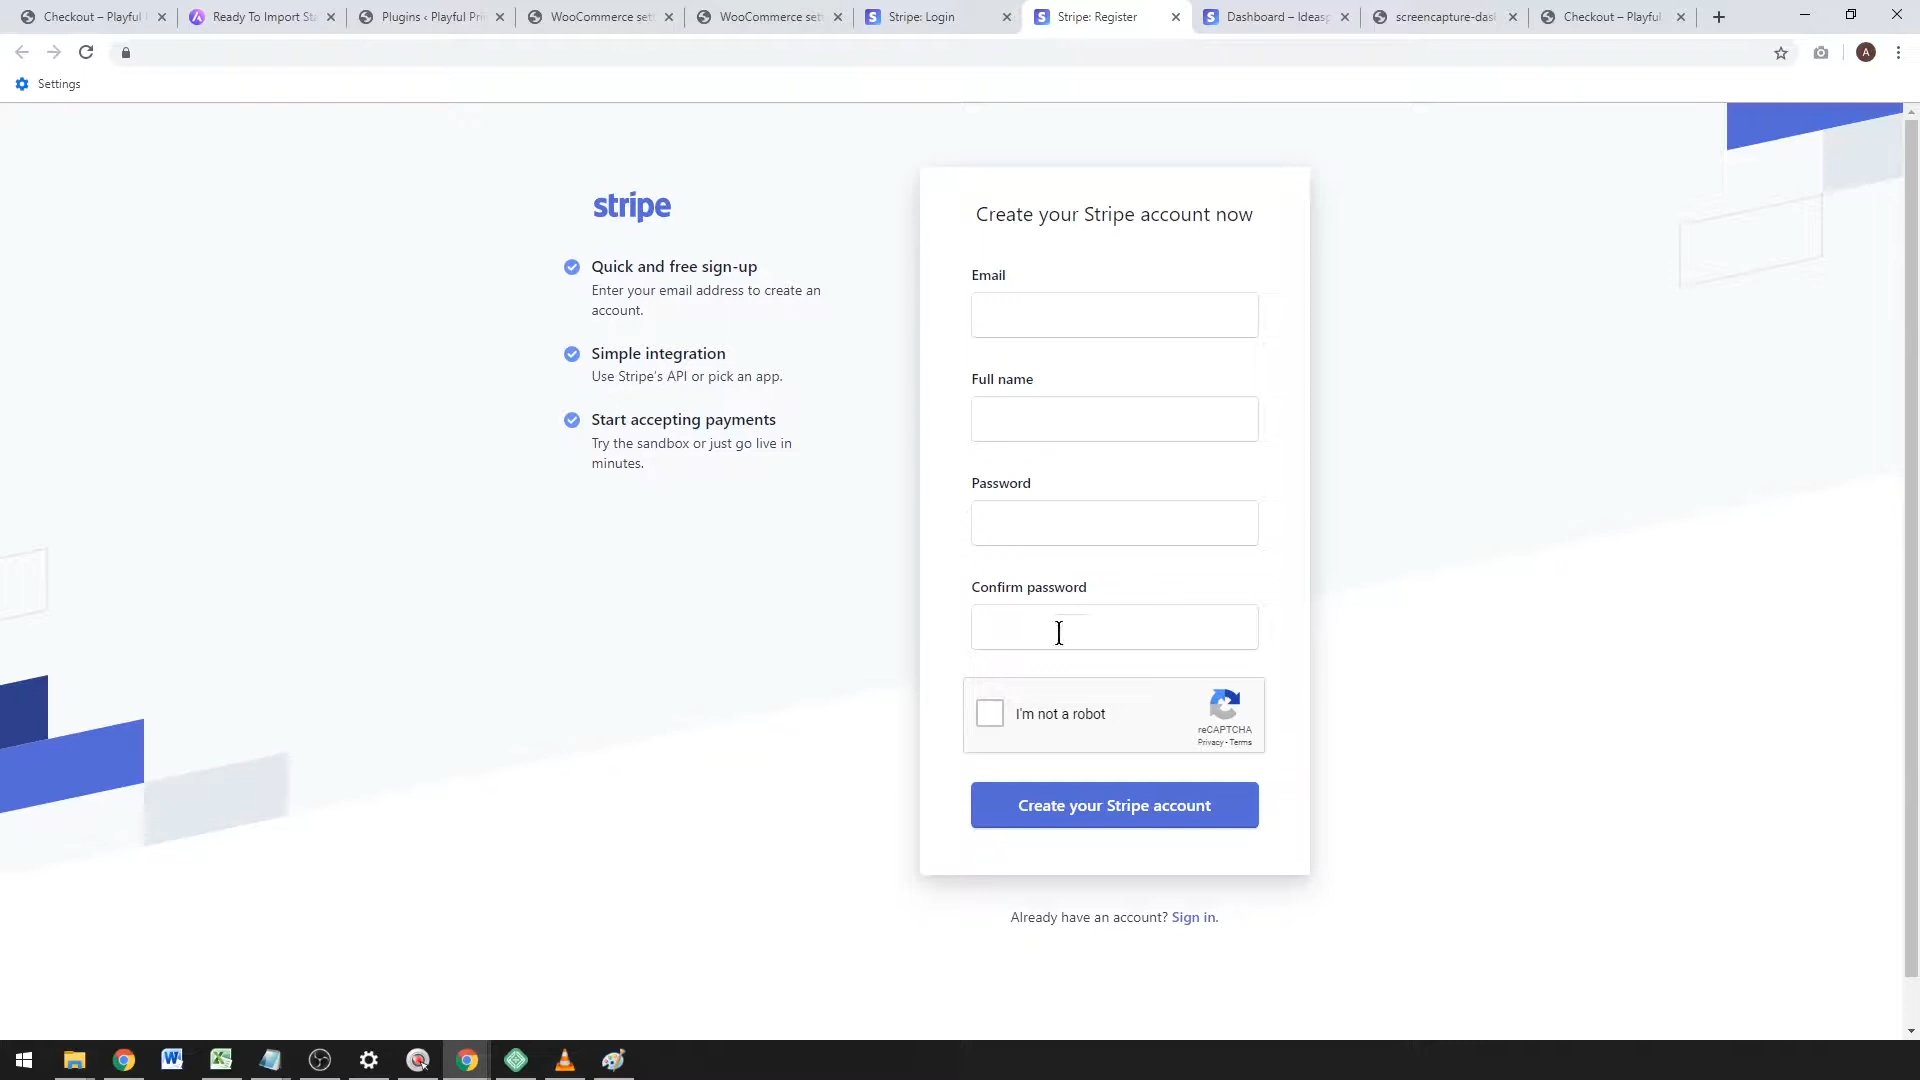 Checkout – Playful
Ready To Import Sta
Plugins ‹ Playful Pri
WooCommerce set
WooCommerce set
Stripe: Login
Stripe: Register
Dashboard – Ideasp
screencapture-das
Checkout – Playful
A
Settings
stripe
Quick and free sign-up
Enter your email address to create an
account.
Simple integration
Use Stripe's API or pick an app.
Start accepting payments
Try the sandbox or just go live in
minutes.
Create your Stripe account now
Email
Full name
Password
Confirm password
I'm not a robot
reCAPTCHA
Privacy - Terms
Create your Stripe account
Already have an account? Sign in.